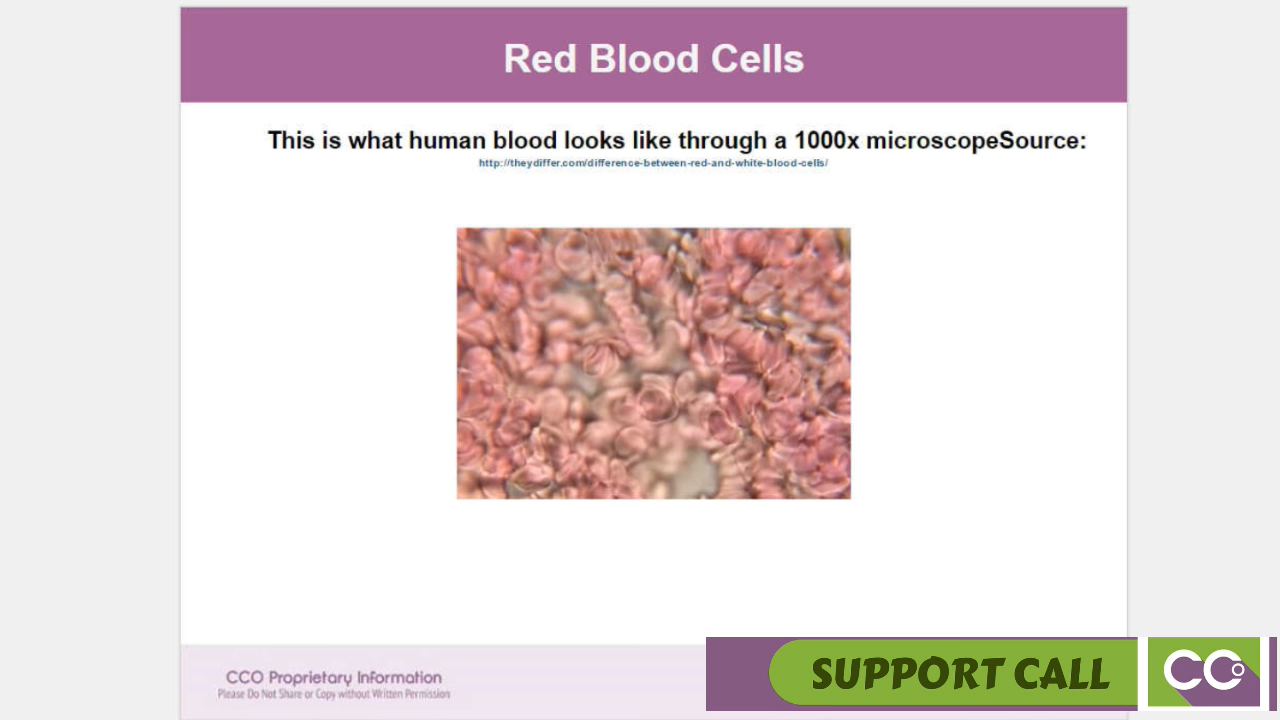 Red Blood Cells
This is what human blood looks like through a 1000x microscopeSource:
http://theydiffer.com/difference-between-red-and-white-blood-cells/
CCO Proprietary Information
Please Do Not Share or Copy without Written Permission
SUPPORT CALL
CCO